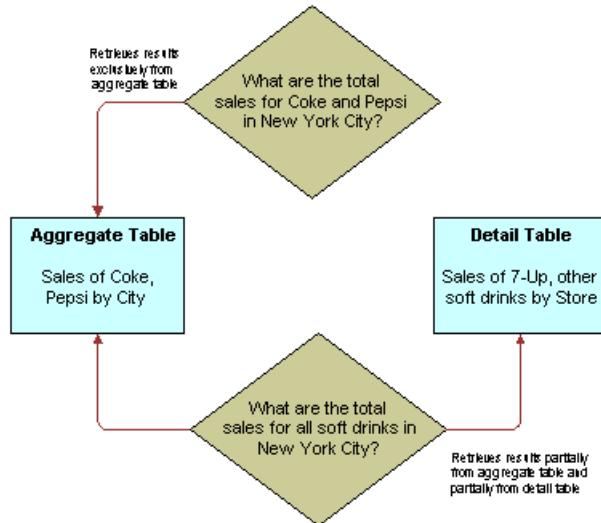 Retrieves results
exclusively from
aggregate table
What are the total
sales for Coke and Pepsi
in New York City?
Aggregate Table
Sales of Coke,
Pepsi by City
Detail Table
Sales of 7-Up, other
soft drinks by Store
What are the total
sales for all soft drinks in
New York City?
Retrieves results partially
from aggregate table and
partially from detail table